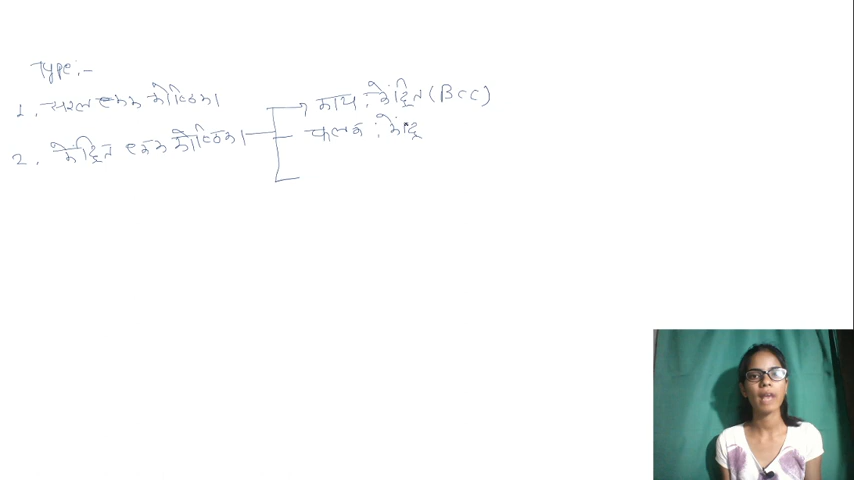 Type:-
1. सरल एकक कोष्ठिका
काय: केंद्रित (BCC)
2. केंद्रित एकक कोष्ठिका
फलक : केंद्र